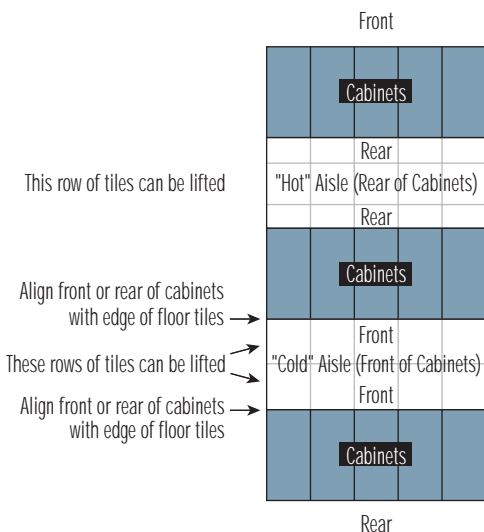 Front
Cabinets
Rear
This row of tiles can be lifted
"Hot" Aisle (Rear of Cabinets)
Rear
Cabinets
Align front or rear of cabinets
with edge of floor tiles
Front
These rows of tiles can be lifted
"Cold" Aisle (Front of Cabinets)
Front
Align front or rear of cabinets
with edge of floor tiles
Cabinets
Rear